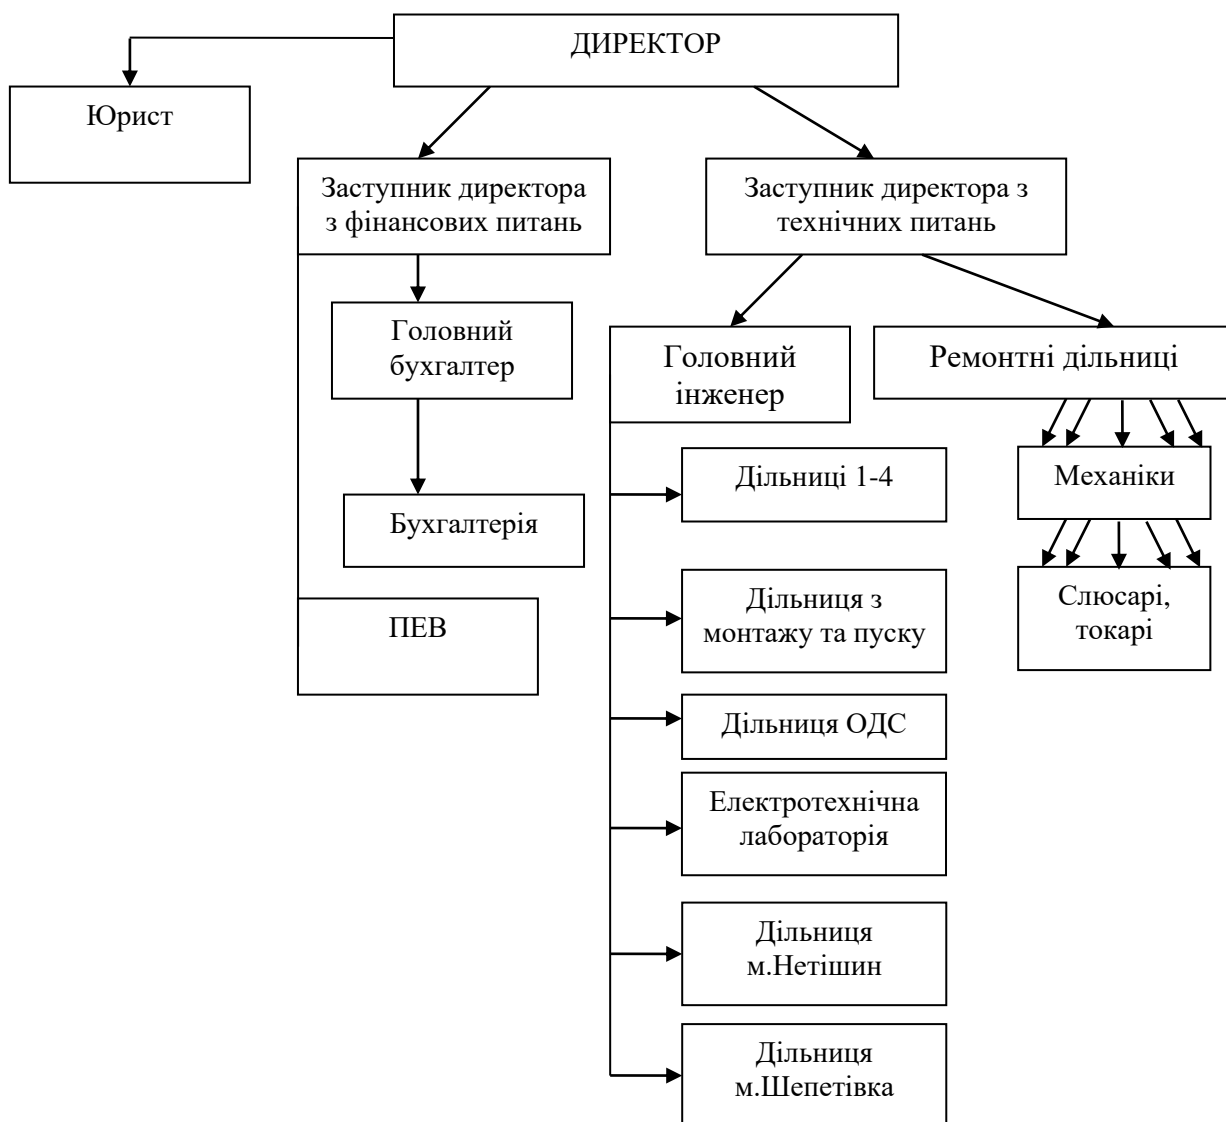 ДИРЕКТОР
Юрист
Заступник директора
з фінансових питань
Заступник директора з
технічних питань
Головний
бухгалтер
Головний
інженер
Ремонтні дільниці
Дільниці 1-4
Механіки
Бухгалтерія
Дільниця з
монтажу та пуску
Слюсарі,
токарі
ПЕВ
Дільниця ОДС
Електротехнічна
лабораторія
Дільниця
м.Нетішин
Дільниця
м.Шепетівка